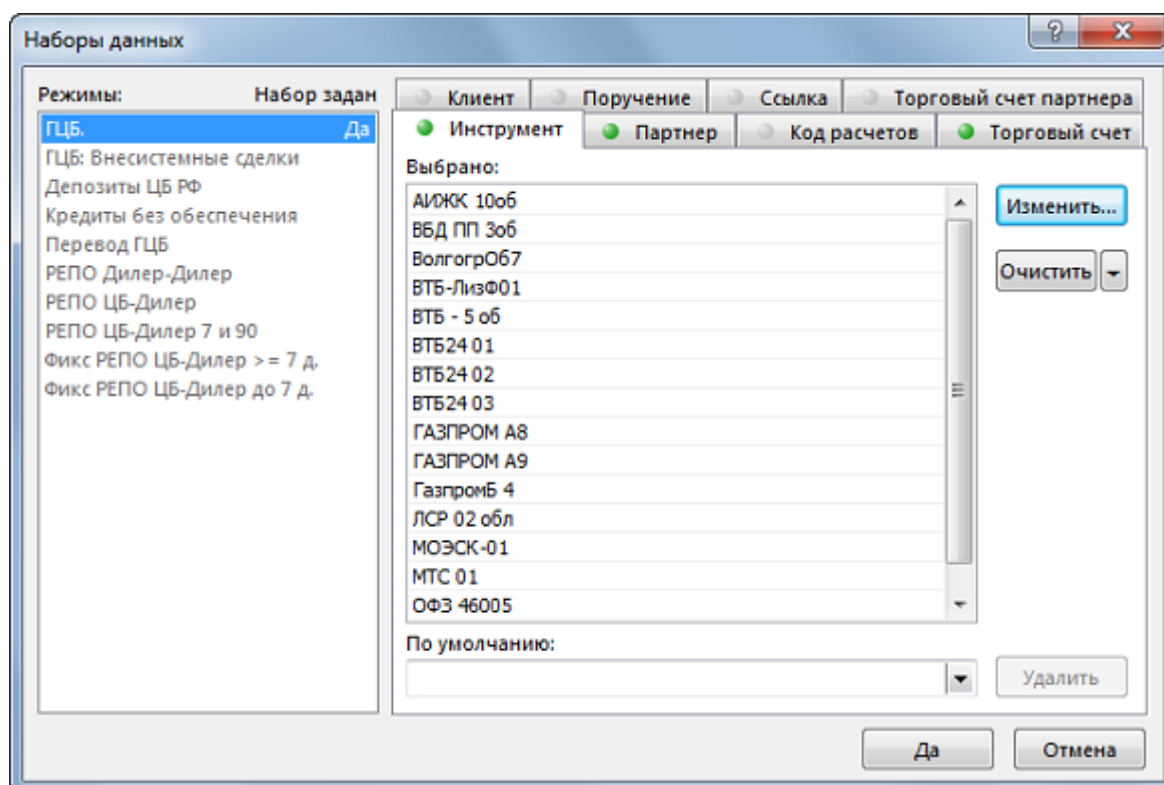 Наборы данных
Режимы: Набор задан
ГЦБ. Да
ГЦБ: Внесистемные сделки
Депозиты ЦБ РФ
Кредиты без обеспечения
Перевод ГЦБ
РЕПО Дилер-Дилер
РЕПО ЦБ-Дилер
РЕПО ЦБ-Дилер 7 и 90
Фикс РЕПО ЦБ-Дилер >= 7 д.
Фикс РЕПО ЦБ-Дилер до 7 д.
Клиент Поручение Ссылка Торговый счет партнера
Инструмент Партнер Код расчетов Торговый счет
Выбрано:
АИЖК 10об
ВБД ПП 3об
ВолгогрОб7
ВТБ-ЛизФ01
ВТБ - 5 об
ВТБ24 01
ВТБ24 02
ВТБ24 03
ГАЗПРОМ А8
ГАЗПРОМ А9
ГазпромБ 4
ЛСР 02 обл
МОЭСК-01
МТС 01
ОФЗ 46005
Изменить...
Очистить
По умолчанию:
Удалить
Да Отмена